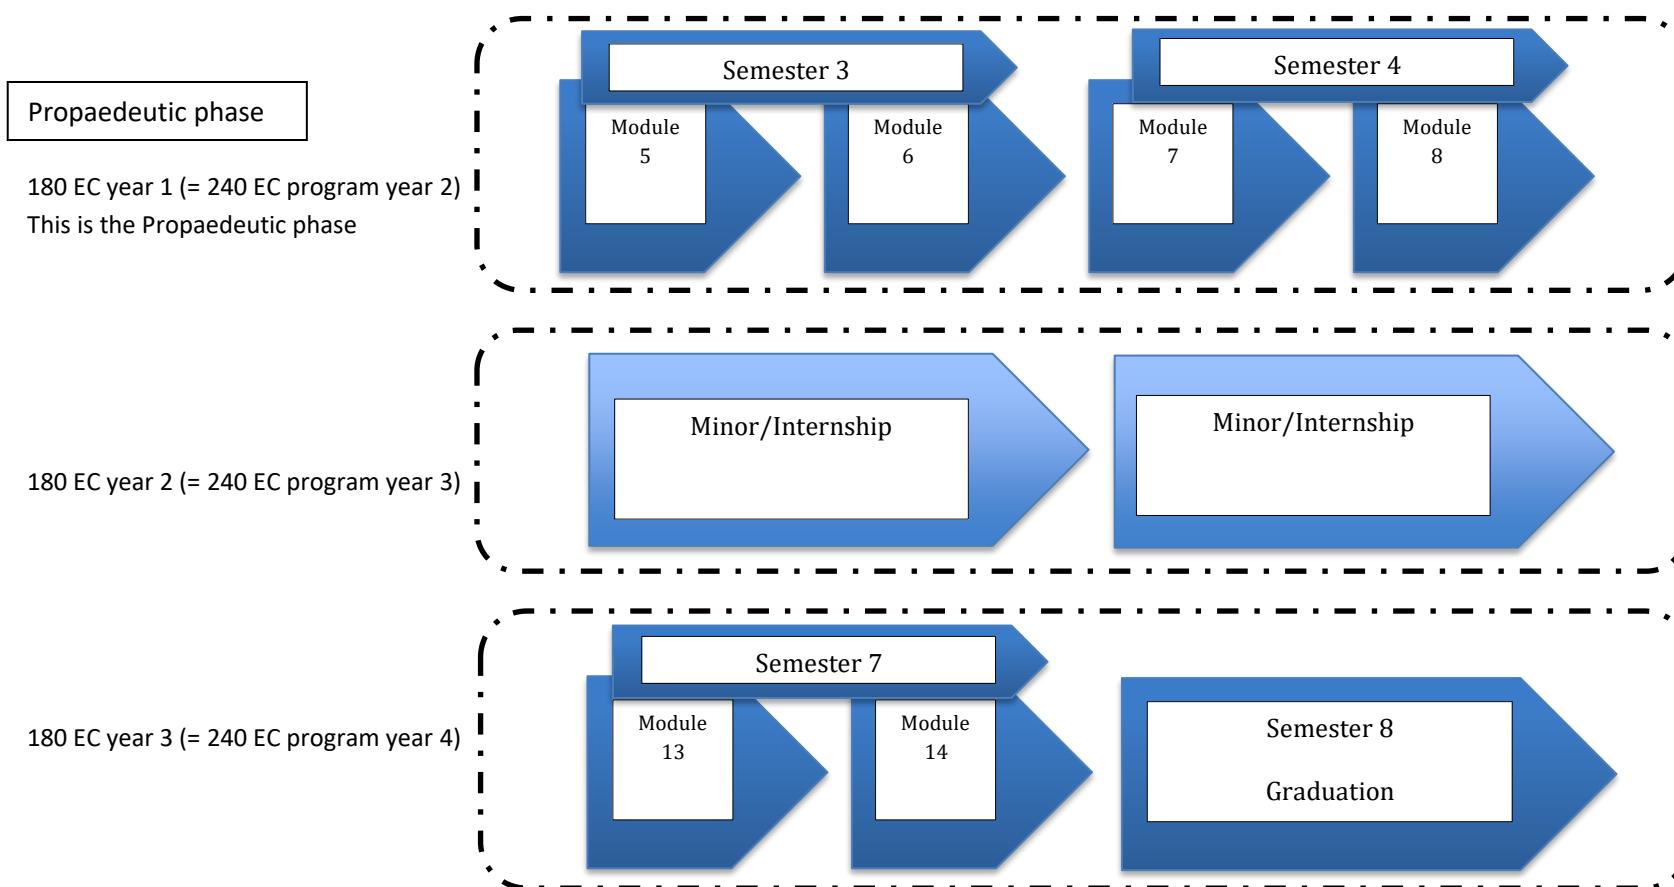 Propaedeutic phase
180 EC year 1 (= 240 EC program year 2)
This is the Propaedeutic phase
Semester 3
Module
5
Module
6
Semester 4
Module
7
Module
8
180 EC year 2 (= 240 EC program year 3)
Minor/Internship
Minor/Internship
180 EC year 3 (= 240 EC program year 4)
Semester 7
Module
13
Module
14
Semester 8
Graduation